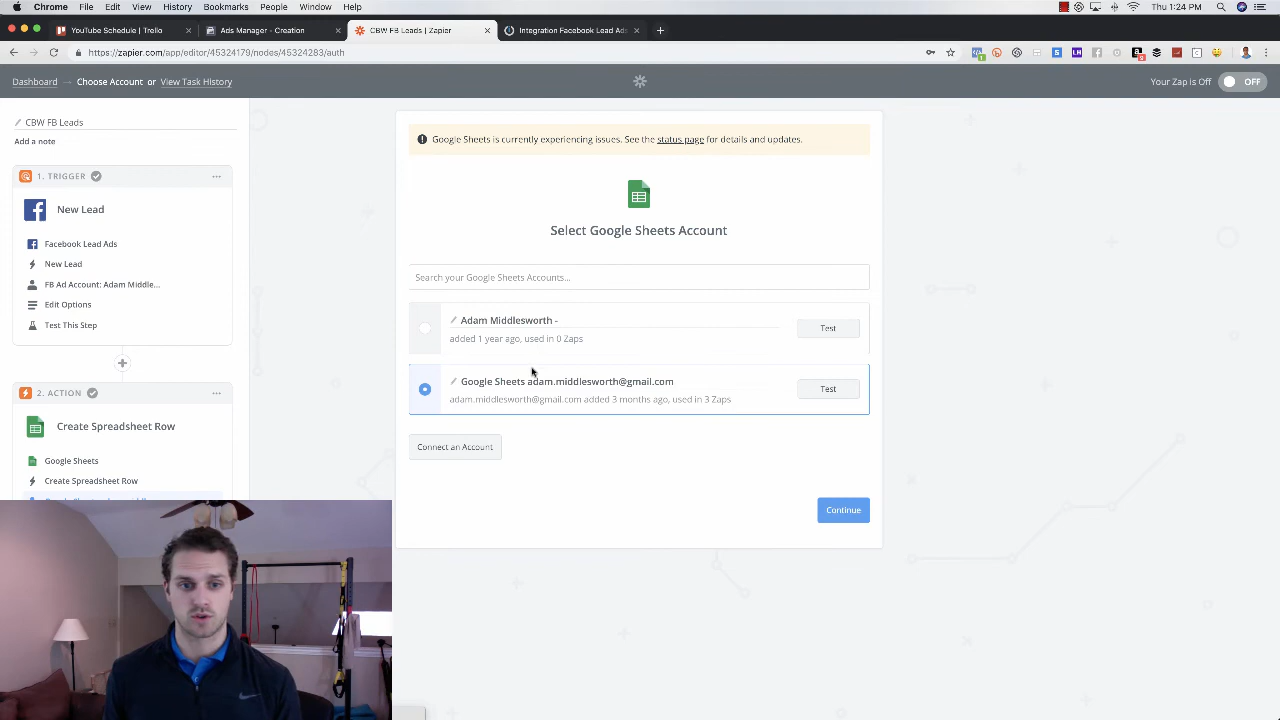 Chrome File Edit View History Bookmarks People Window Help
Thu 1:24 PM
YouTube Schedule | Trello
Ads Manager - Creation
CBW FB Leads | Zapier
Integration Facebook Lead Ads
https://zapier.com/app/editor/45324179/nodes/45324283/auth
Dashboard → Choose Account or View Task History
Your Zap is Off OFF
CBW FB Leads
Add a note
1. TRIGGER
New Lead
Facebook Lead Ads
New Lead
FB Ad Account: Adam Middle...
Edit Options
Test This Step
2. ACTION
Create Spreadsheet Row
Google Sheets
Create Spreadsheet Row
Google Sheets is currently experiencing issues. See the status page for details and updates.
Select Google Sheets Account
Search your Google Sheets Accounts...
Adam Middlesworth -
added 1 year ago, used in 0 Zaps
Test
Google Sheets adam.middlesworth@gmail.com
adam.middlesworth@gmail.com added 3 months ago, used in 3 Zaps
Test
Connect an Account
Continue